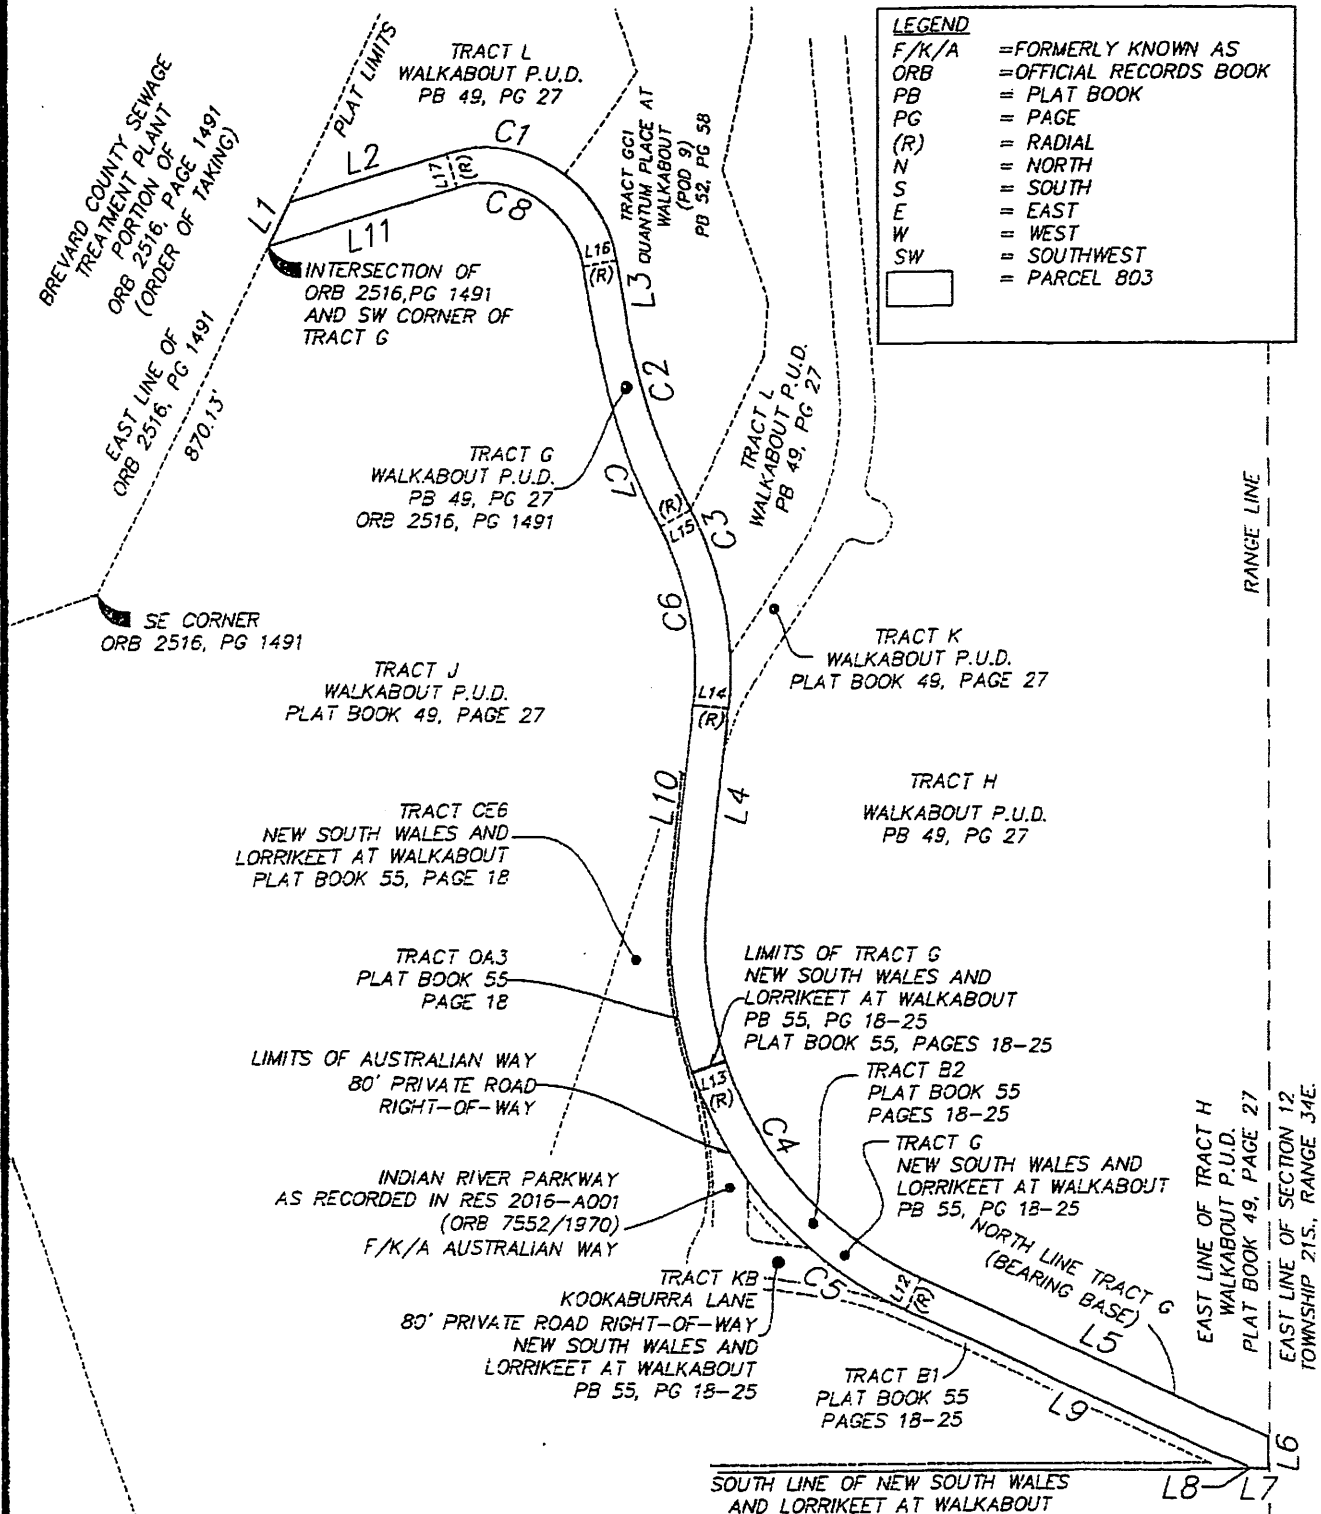 LEGEND
F/K/A =FORMERLY KNOWN AS
ORB =OFFICIAL RECORDS BOOK
PB = PLAT BOOK
PG = PAGE
(R) = RADIAL
N = NORTH
S = SOUTH
E = EAST
W = WEST
SW = SOUTHWEST
= PARCEL 803
BREVARD COUNTY SEWAGE
TREATMENT PLANT
PORTION OF
ORB 2516, PAGE 1491
(ORDER OF TAKING)
PLAT LIMITS
TRACT L
WALKABOUT P.U.D.
PB 49, PG 27
L1
L2
L17
(R)
C1
C8
L11
TRACT GCI
QUANTUM PLACE AT
WALKABOUT
(POD 9)
PB 52, PG 58
INTERSECTION OF
ORB 2516,PG 1491
AND SW CORNER OF
TRACT G
L16
(R)
L3
EAST LINE OF
ORB 2516, PG 1491
870.13'
C2
TRACT L
WALKABOUT P.U.D.
PB 49, PG 27
TRACT G
WALKABOUT P.U.D.
PB 49, PG 27
ORB 2516, PG 1491
C7
(R)
L15
C3
RANGE LINE
SE CORNER
ORB 2516, PG 1491
C6
TRACT K
WALKABOUT P.U.D.
PLAT BOOK 49, PAGE 27
TRACT J
WALKABOUT P.U.D.
PLAT BOOK 49, PAGE 27
L14
(R)
L10
L4
TRACT H
WALKABOUT P.U.D.
PB 49, PG 27
TRACT CE6
NEW SOUTH WALES AND
LORRIKEET AT WALKABOUT
PLAT BOOK 55, PAGE 18
TRACT OA3
PLAT BOOK 55
PAGE 18
LIMITS OF TRACT G
NEW SOUTH WALES AND
LORRIKEET AT WALKABOUT
PB 55, PG 18-25
PLAT BOOK 55, PAGES 18-25
LIMITS OF AUSTRALIAN WAY
80' PRIVATE ROAD
RIGHT-OF-WAY
L13
(R)
TRACT B2
PLAT BOOK 55
PAGES 18-25
C4
TRACT G
NEW SOUTH WALES AND
LORRIKEET AT WALKABOUT
PB 55, PG 18-25
INDIAN RIVER PARKWAY
AS RECORDED IN RES 2016-A001
(ORB 7552/1970)
F/K/A AUSTRALIAN WAY
NORTH LINE TRACT G
(BEARING BASE)
TRACT KB
KOOKABURRA LANE
80' PRIVATE ROAD RIGHT-OF-WAY
NEW SOUTH WALES AND
LORRIKEET AT WALKABOUT
PB 55, PG 18-25
C5
L12
(R)
L5
EAST LINE OF TRACT H
WALKABOUT P.U.D.
PLAT BOOK 49, PAGE 27
EAST LINE OF SECTION 12
TOWNSHIP 21S., RANGE 34E.
TRACT B1
PLAT BOOK 55
PAGES 18-25
L9
L6
SOUTH LINE OF NEW SOUTH WALES
AND LORRIKEET AT WALKABOUT
L8
L7